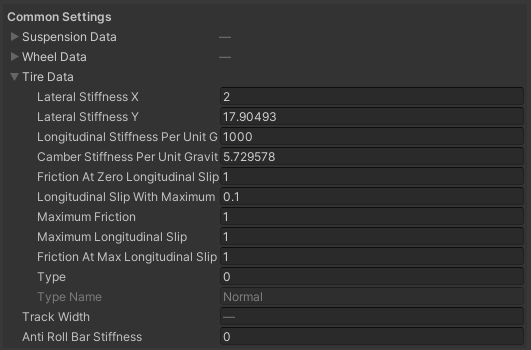 Common Settings
Suspension Data —
Wheel Data —
Tire Data
Lateral Stiffness X 2
Lateral Stiffness Y 17.90493
Longitudinal Stiffness Per Unit G 1000
Camber Stiffness Per Unit Gravit 5.729578
Friction At Zero Longitudinal Slip 1
Longitudinal Slip With Maximum 0.1
Maximum Friction 1
Maximum Longitudinal Slip 1
Friction At Max Longitudinal Slip 1
Type 0
Type Name Normal
Track Width —
Anti Roll Bar Stiffness 0